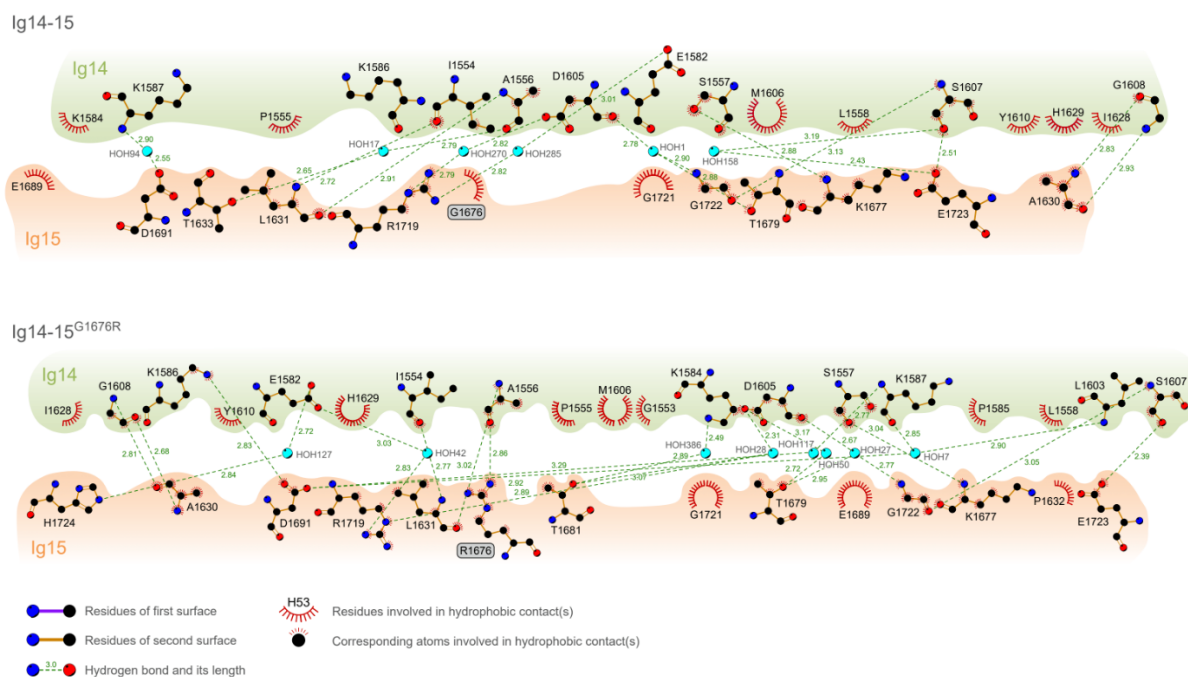 Ig14-15
Ig14
K1584
K1587
P1555
K1586
I1554
A1556
D1605
E1582
S1557
M1606
L1558
S1607
Y1610
H1629
I1628
G1608
3.01
2.90
2.55
HOH94
HOH17
2.79
2.82
HOH270
HOH285
2.78
HOH1
HOH158
3.19
2.88
3.13
2.43
2.51
2.83
2.93
2.65
2.72
2.91
2.79
2.82
2.90
2.88
E1689
D1691
T1633
L1631
R1719
G1676
G1721
G1722
T1679
K1677
E1723
A1630
Ig15
Ig14-15G1676R
Ig14
I1628
G1608
K1586
Y1610
E1582
H1629
I1554
A1556
P1555
M1606
G1553
K1584
D1605
S1557
K1587
P1585
L1558
L1603
S1607
2.81
2.68
2.83
2.72
HOH127
3.03
HOH42
2.84
2.83
2.77
3.02
2.86
2.92
2.89
3.29
3.07
2.49
2.89
HOH386
2.31
HOH287
3.17
HOH117
HOH50
2.77
2.67
3.04
HOH27
2.85
HOH7
2.90
2.72
2.95
2.77
3.05
2.39
H1724
A1630
D1691
R1719
L1631
R1676
T1681
G1721
T1679
E1689
G1722
K1677
P1632
E1723
Ig15
Residues of first surface
Residues of second surface
3.0
Hydrogen bond and its length
H53
Residues involved in hydrophobic contact(s)
Corresponding atoms involved in hydrophobic contact(s)